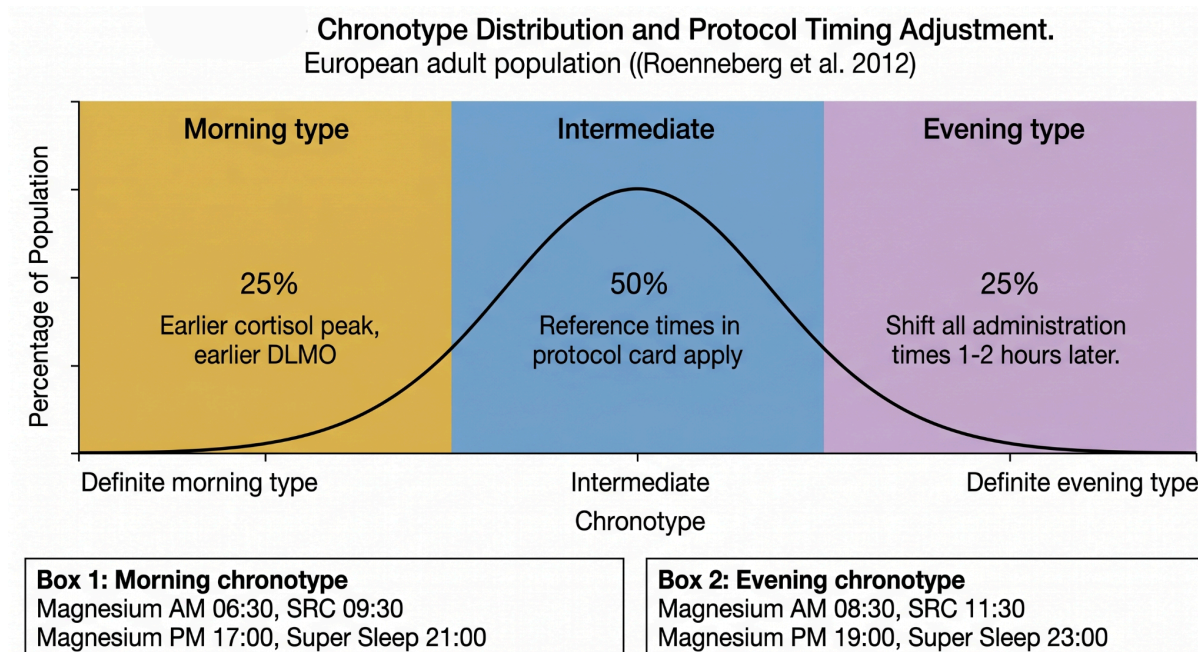 Chronotype Distribution and Protocol Timing Adjustment.
European adult population ((Roenneberg et al. 2012)
Percentage of Population
Morning type
25%
Earlier cortisol peak,
earlier DLMO
Intermediate
50%
Reference times in
protocol card apply
Evening type
25%
Shift all administration
times 1-2 hours later.
Definite morning type
Intermediate
Definite evening type
Chronotype
Box 1: Morning chronotype
Magnesium AM 06:30, SRC 09:30
Magnesium PM 17:00, Super Sleep 21:00
Box 2: Evening chronotype
Magnesium AM 08:30, SRC 11:30
Magnesium PM 19:00, Super Sleep 23:00